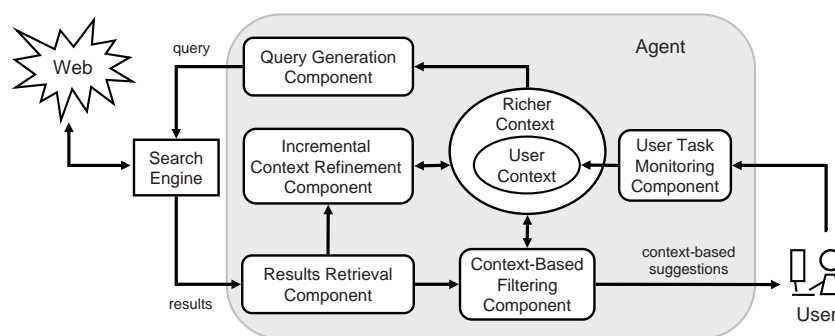 query
Query Generation
Component
Agent
Web
Richer
Context
Incremental
Context Refinement
Component
User
Context
User Task
Monitoring
Component
Search
Engine
Results Retrieval
Component
Context-Based
Filtering
Component
context-based
suggestions
results
User